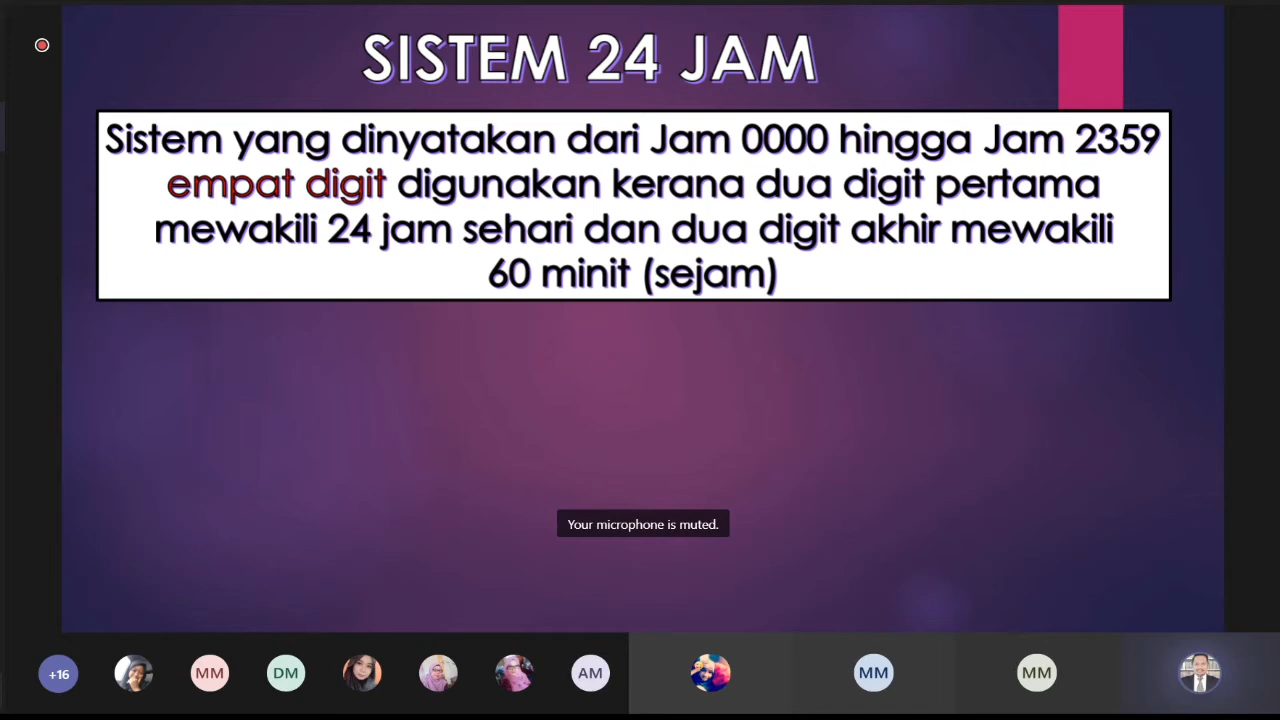 SISTEM 24 JAM
Sistem yang dinyatakan dari Jam 0000 hingga Jam 2359
empat digit digunakan kerana dua digit pertama
mewakili 24 jam sehari dan dua digit akhir mewakili
60 minit (sejam)
Your microphone is muted.
+16
MM
DM
AM
MM
MM